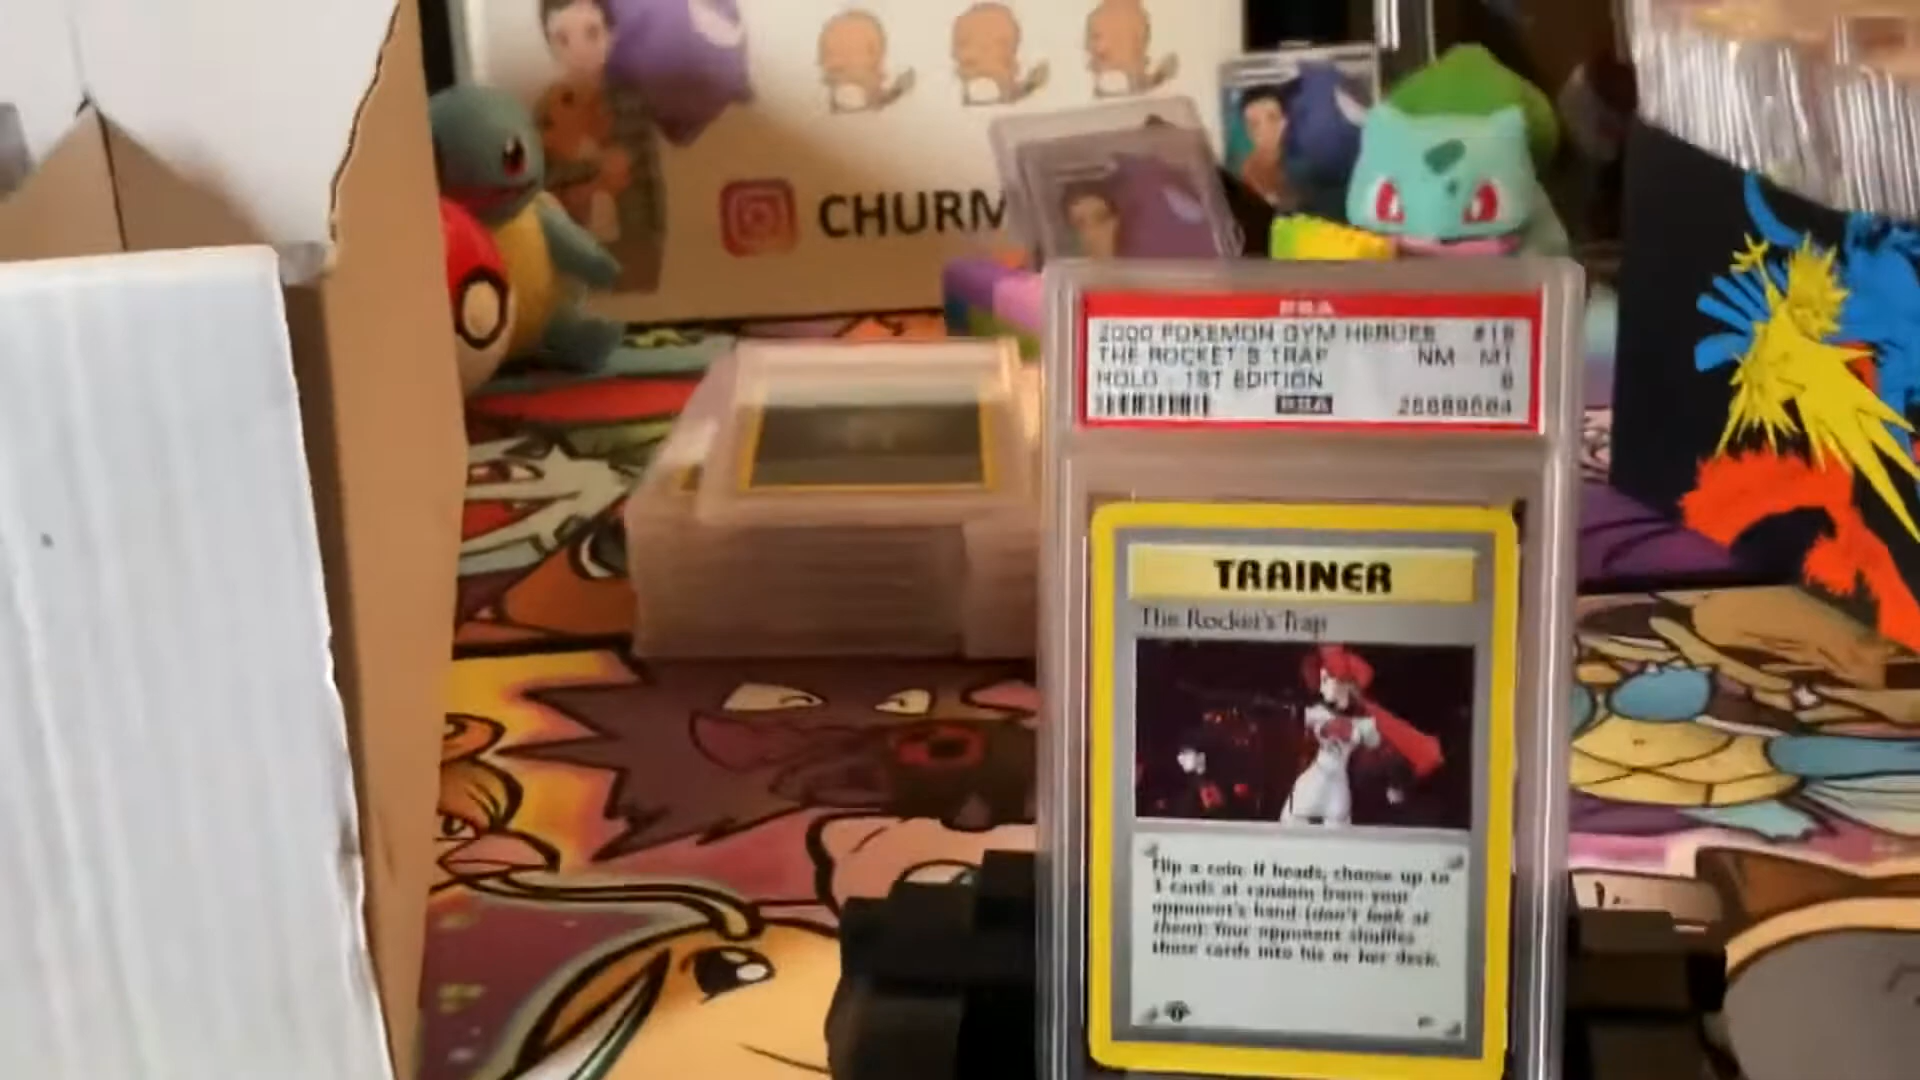 CHURM
PSA
2000 POKEMON GYM HEROES #19
THE ROCKET'S TRAP NM - MT
HOLO - 1ST EDITION 8
PSA
TRAINER
The Rocket's Trap
Flip a coin. If heads, choose up to
3 cards at random from your
opponent's hand (don't look at
them). Your opponent shuffles
those cards into his or her deck.